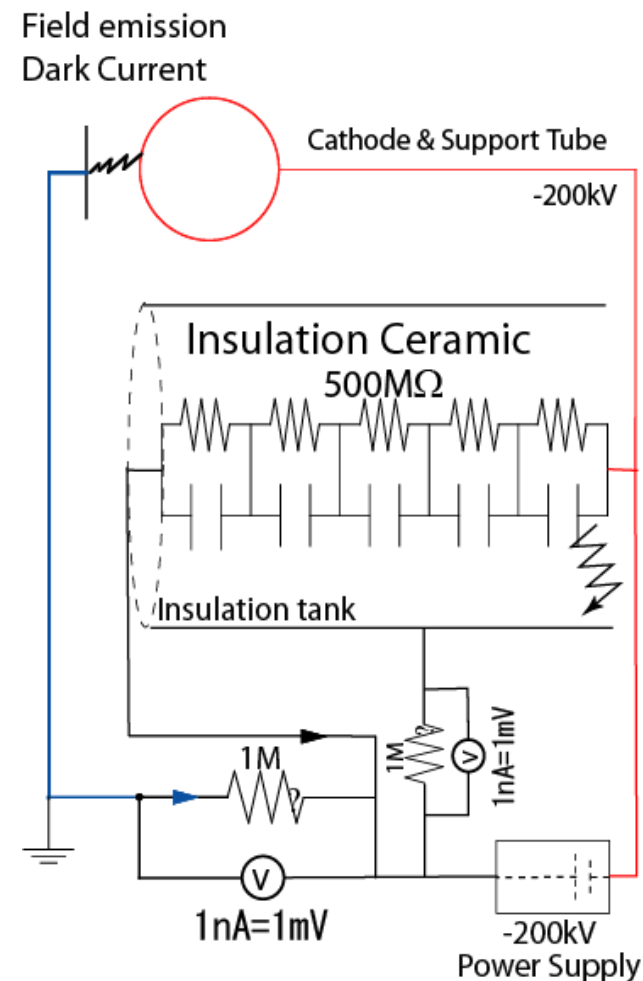 Field emission
Dark Current
Cathode & Support Tube
-200kV
Insulation Ceramic
500MΩ
Insulation tank
1M
1M
V
1nA=1mV
V
1nA=1mV
-200kV
Power Supply